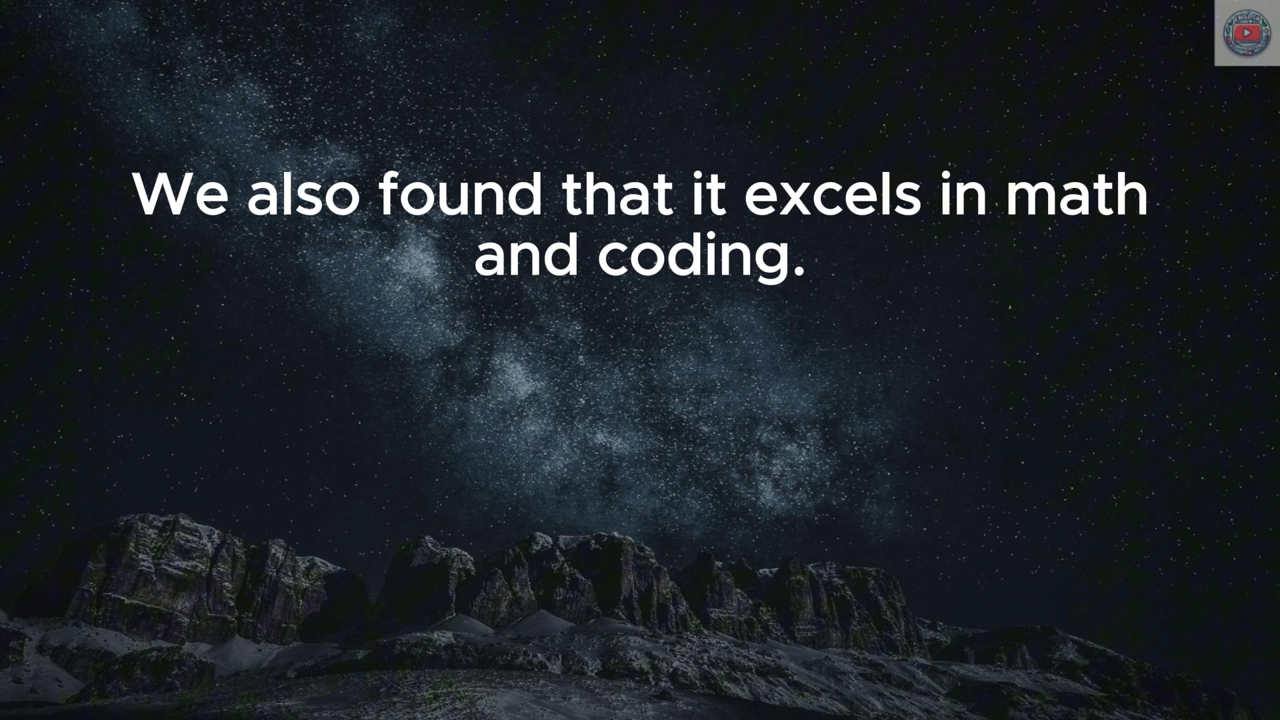 We also found that it excels in math
and coding.